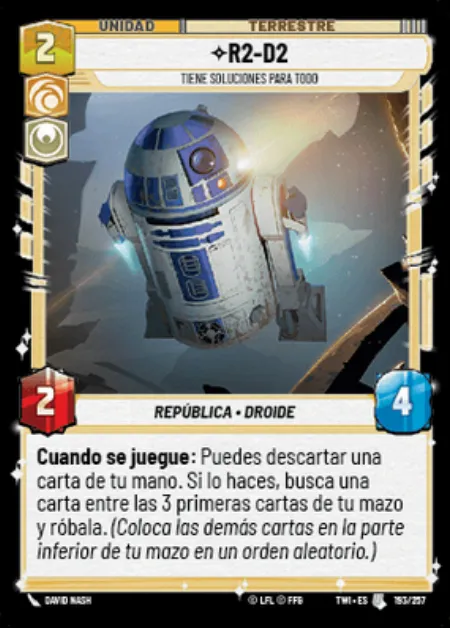 UNIDAD
TERRESTRE
2
✧R2-D2
TIENE SOLUCIONES PARA TODO
2
REPÚBLICA • DROIDE
4
Cuando se juegue: Puedes descartar una
carta de tu mano. Si lo haces, busca una
carta entre las 3 primeras cartas de tu mazo
y róbala. (Coloca las demás cartas en la parte
inferior de tu mazo en un orden aleatorio.)
DAVID NASH
© LFL © FFG
TWI • ES
193/257